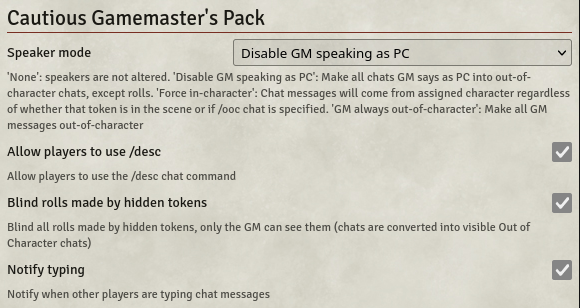 Cautious Gamemaster's Pack
Speaker mode
Disable GM speaking as PC
'None': speakers are not altered. 'Disable GM speaking as PC': Make all chats GM says as PC into out-of-
character chats, except rolls. 'Force in-character': Chat messages will come from assigned character regardless
of whether that token is in the scene or if /ooc chat is specified. 'GM always out-of-character': Make all GM
messages out-of-character
Allow players to use /desc
Allow players to use the /desc chat command
Blind rolls made by hidden tokens
Blind all rolls made by hidden tokens, only the GM can see them (chats are converted into visible Out of
Character chats)
Notify typing
Notify when other players are typing chat messages